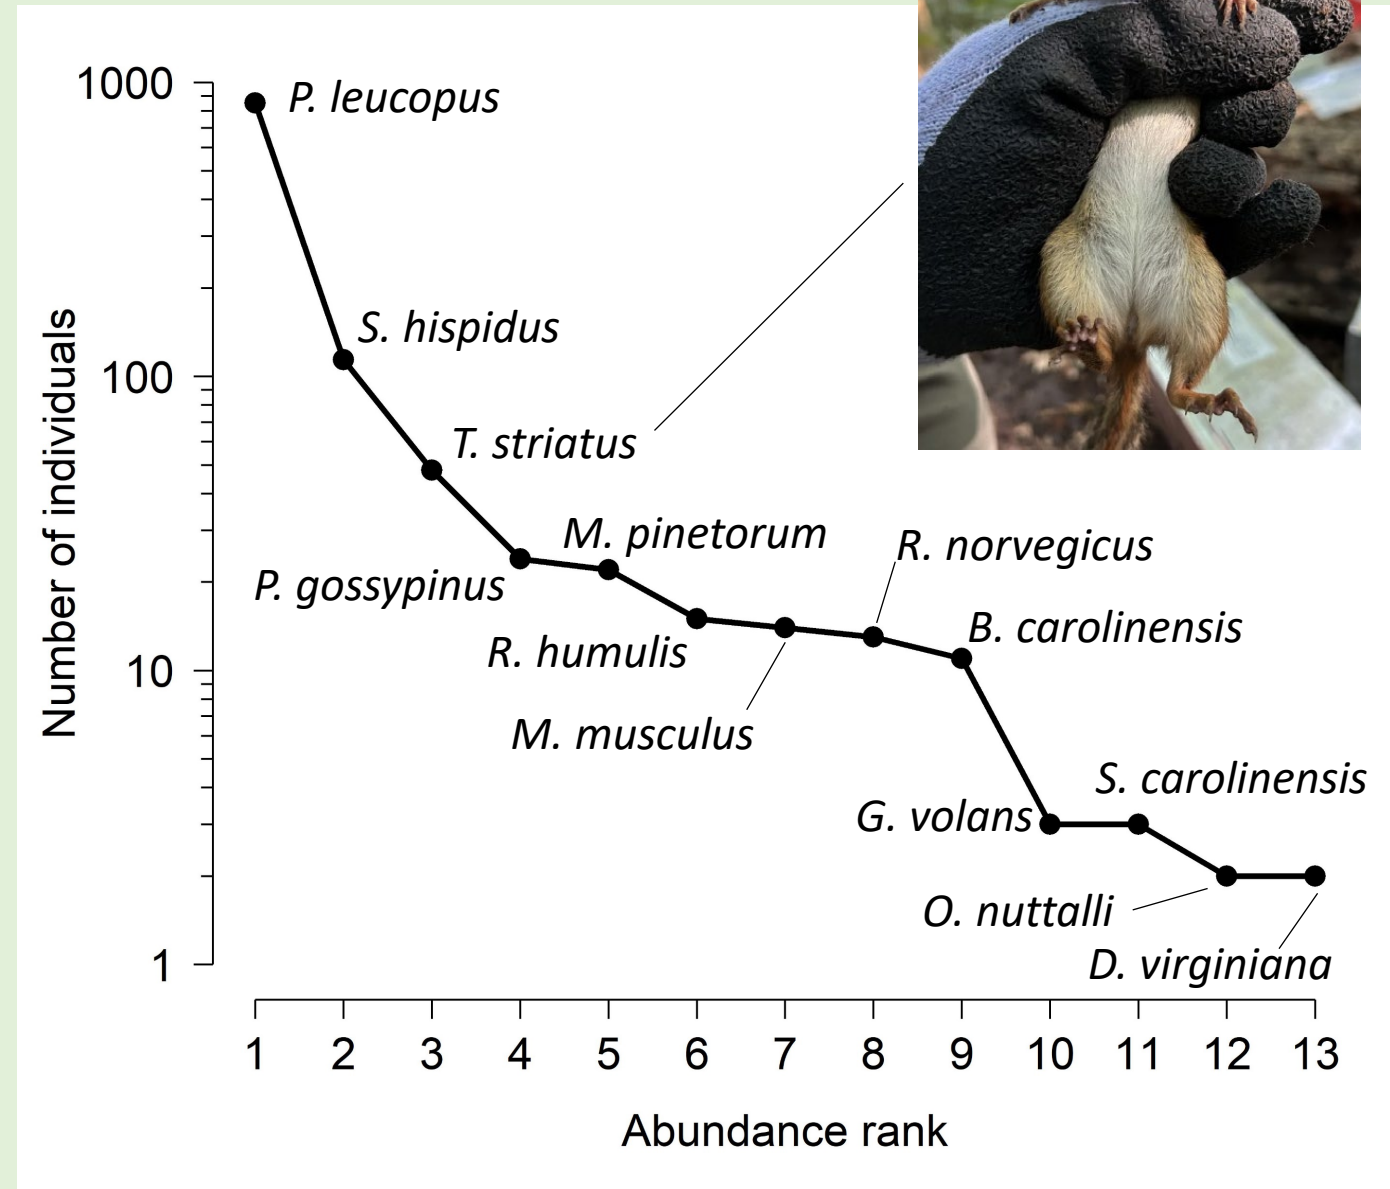 1000
P. leucopus
S. hispidus
100
T. striatus
M. pinetorum
R. norvegicus
P. gossypinus
B. carolinensis
R. humulis
10
M. musculus
S. carolinensis
G. volans
O. nuttalli
D. virginiana
1
Number of individuals
1 2 3 4 5 6 7 8 9 10 11 12 13
Abundance rank